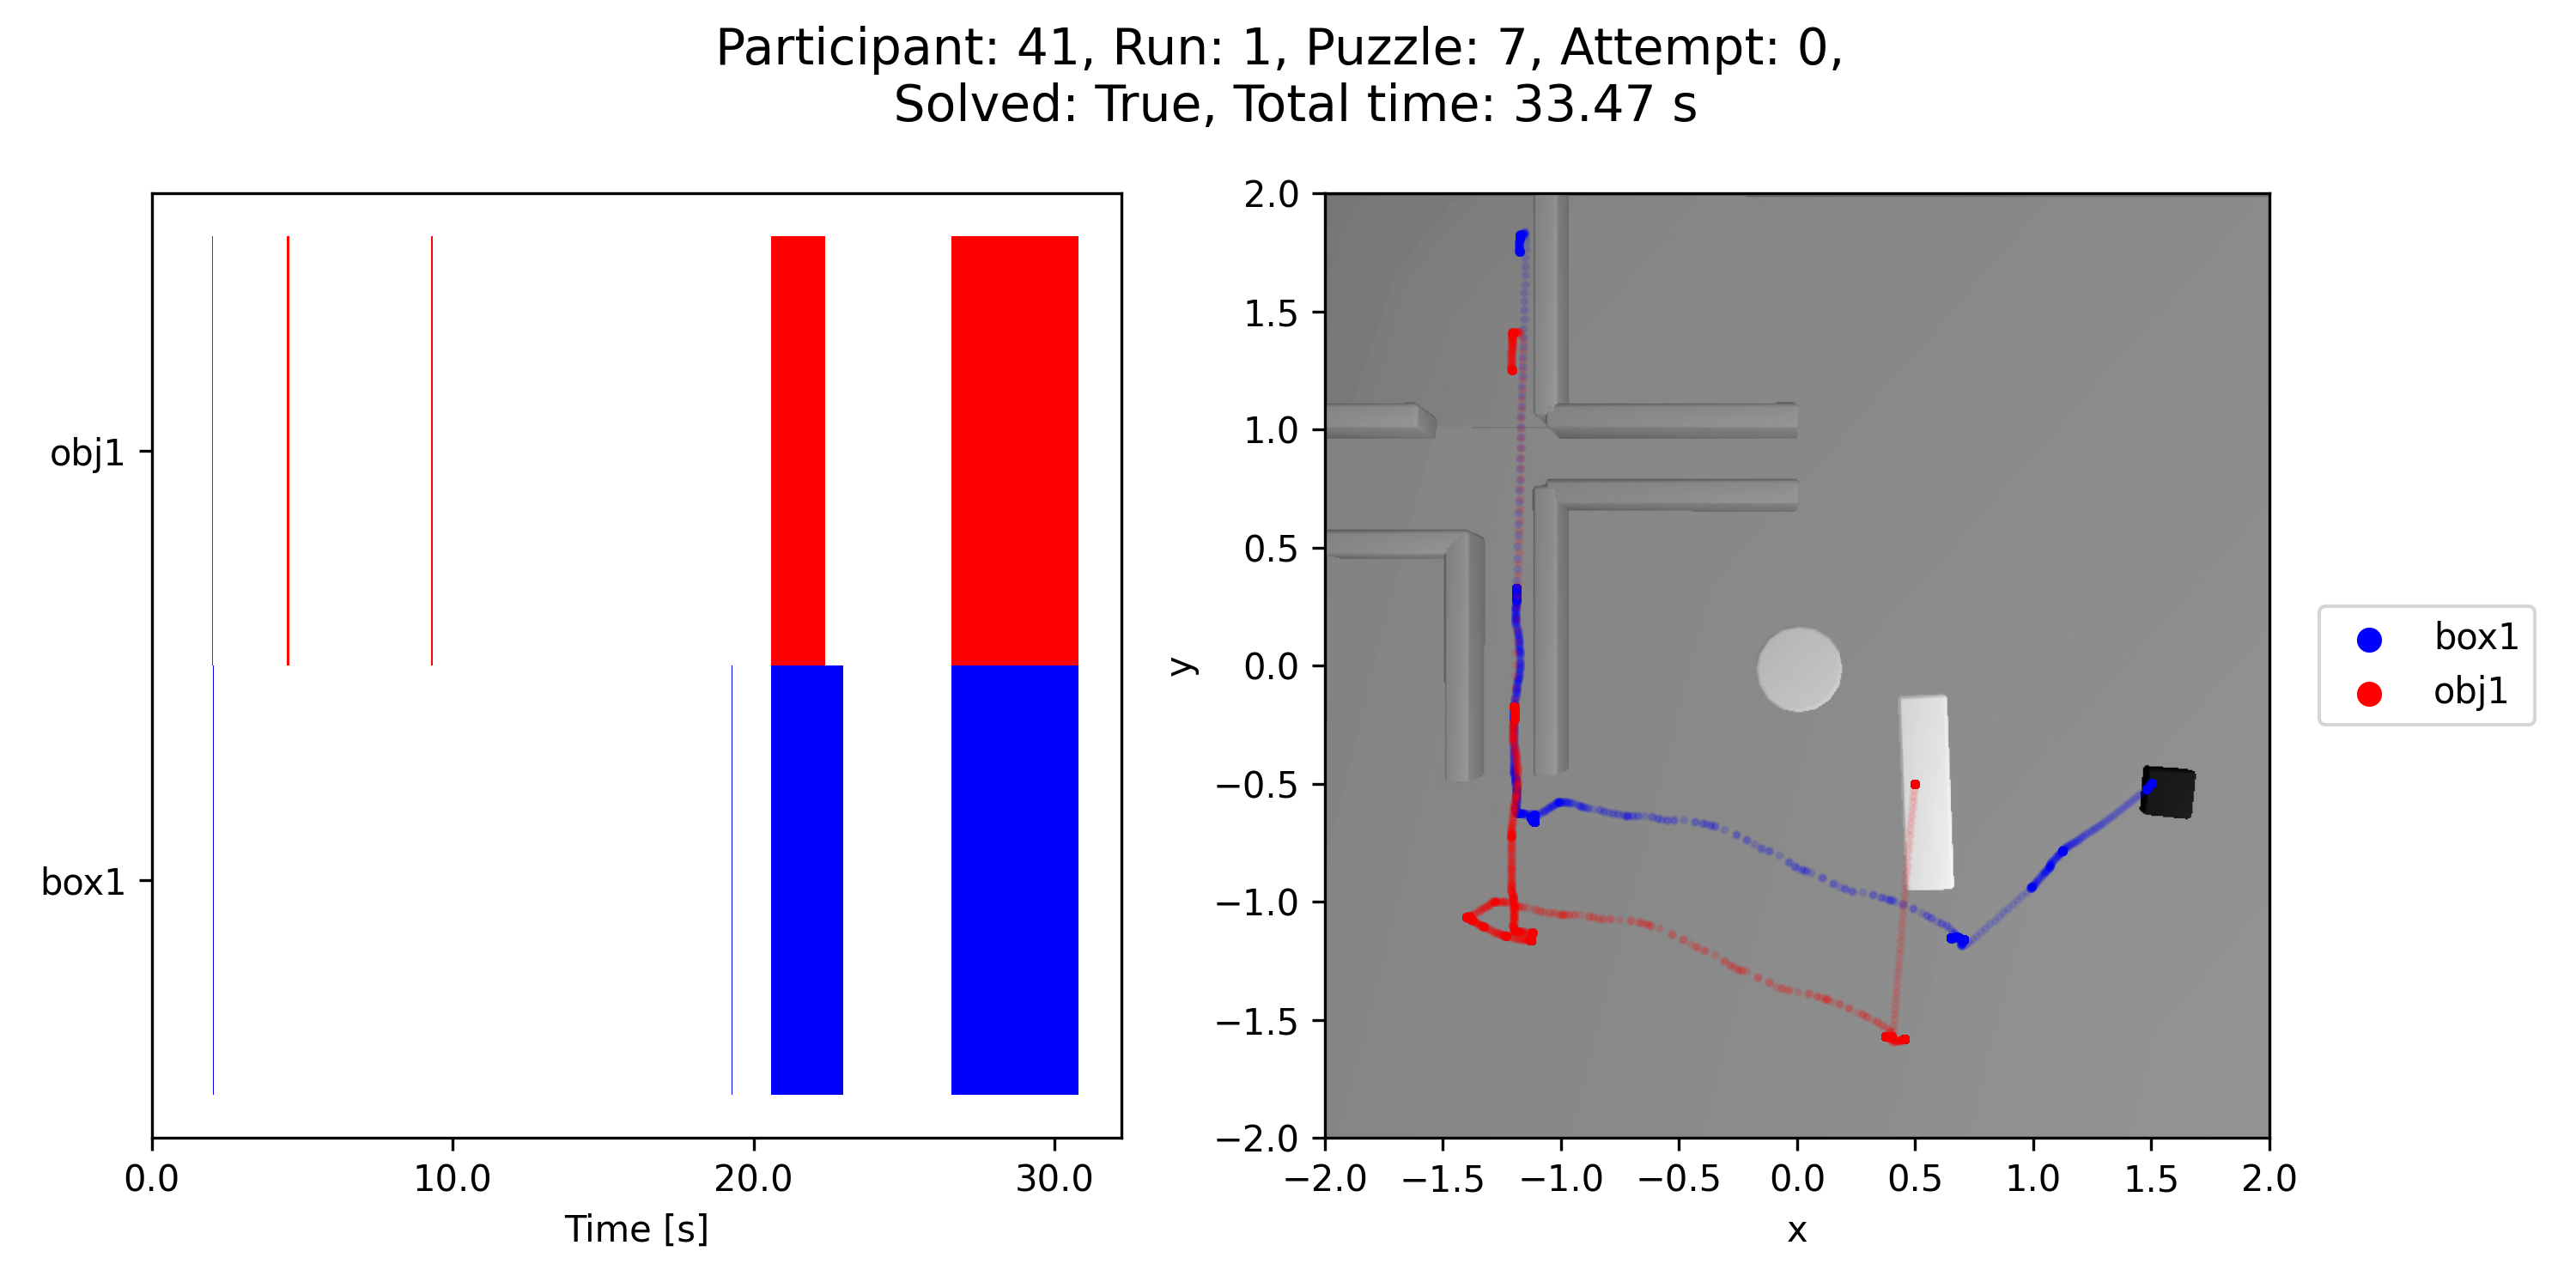 Participant: 41, Run: 1, Puzzle: 7, Attempt: 0,
Solved: True, Total time: 33.47 s
obj1
box1
0.0 10.0 20.0 30.0
Time [s]
2.0
1.5
1.0
0.5
0.0
−0.5
−1.0
−1.5
−2.0
y
−2.0 −1.5 −1.0 −0.5 0.0 0.5 1.0 1.5 2.0
x
box1
obj1